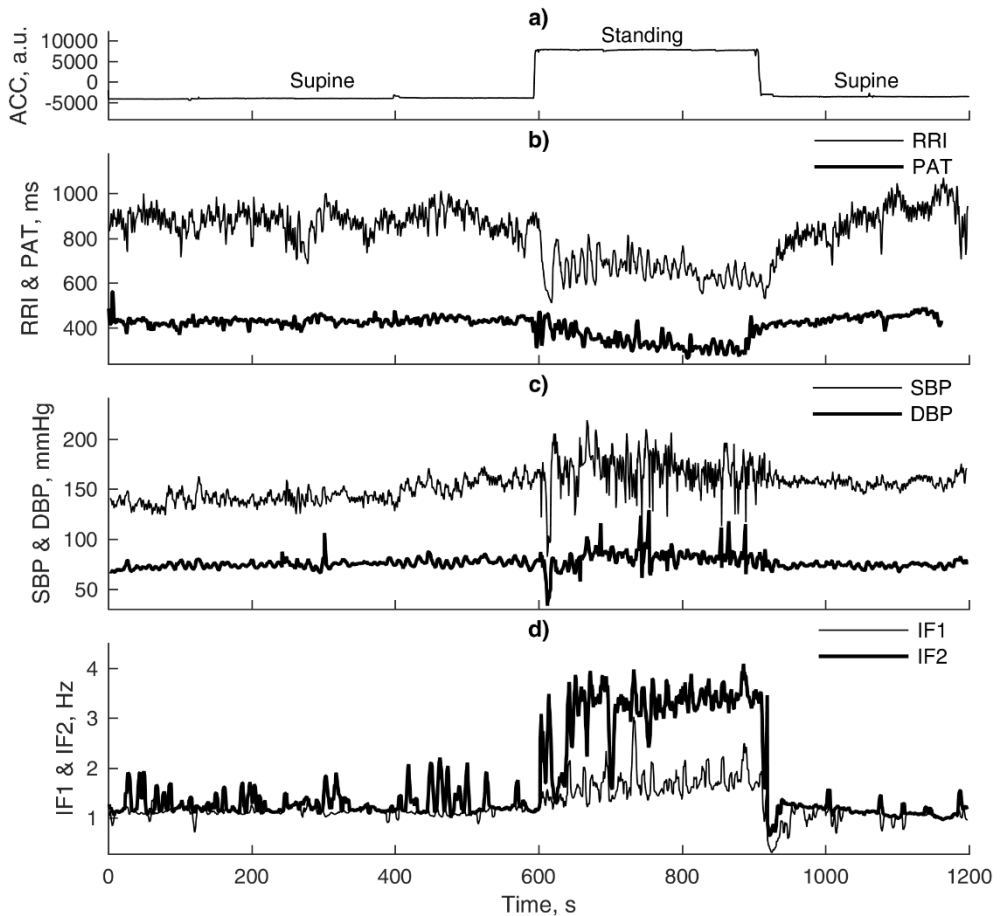 a)
ACC, a.u.
10000
5000
0
-5000
Supine
Standing
Supine
b)
RRI
PAT
RRI & PAT, ms
1000
800
600
400
c)
SBP
DBP
SBP & DBP, mmHg
200
150
100
50
d)
IF1
IF2
IF1 & IF2, Hz
4
3
2
1
0 200 400 600 800 1000 1200
Time, s